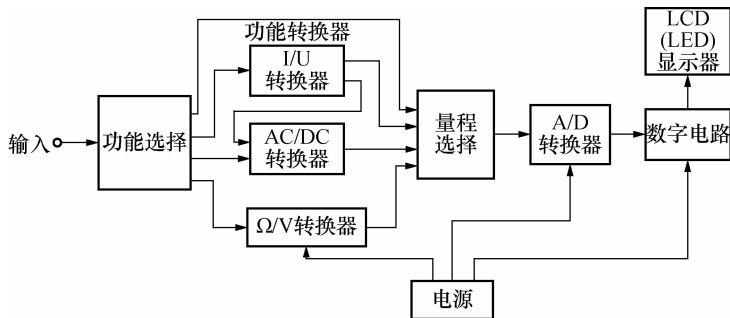 输入
功能选择
功能转换器
I/U
转换器
AC/DC
转换器
Ω/V转换器
量程
选择
A/D
转换器
数字电路
LCD
(LED)
显示器
电源